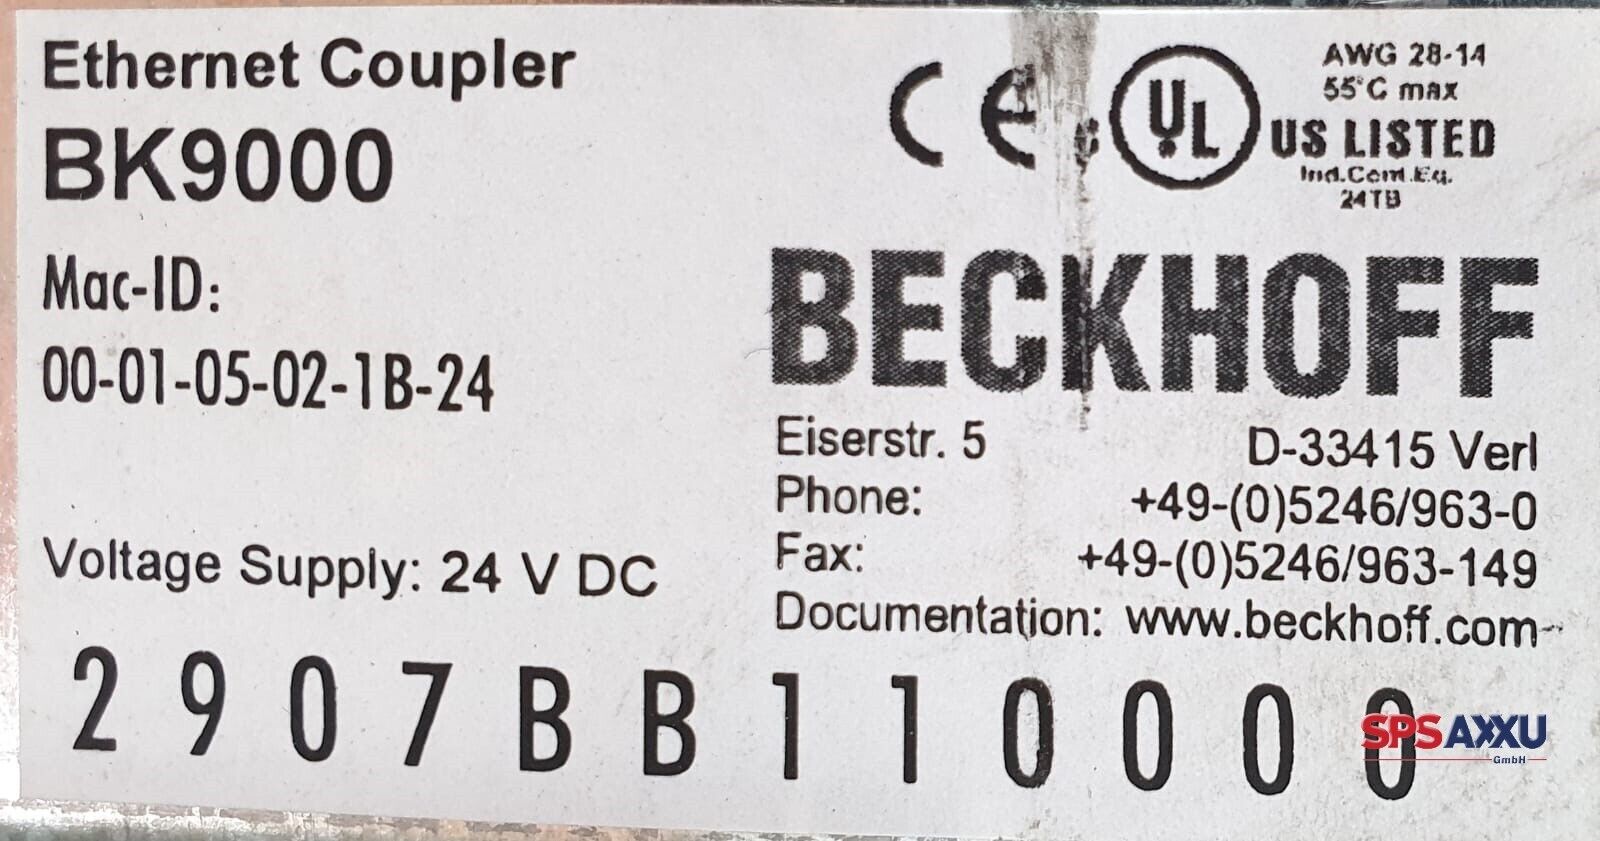 Ethernet Coupler
BK9000
Mac-ID:
00-01-05-02-1B-24
Voltage Supply: 24 V DC
CE
UL
AWG 28-14
55°C max
US LISTED
Ind.Com.Eq.
24TB
BECKHOFF
Eiserstr. 5 D-33415 Verl
Phone: +49-(0)5246/963-0
Fax: +49-(0)5246/963-149
Documentation: www.beckhoff.com
2907BB110000
SPSAXXU
GmbH